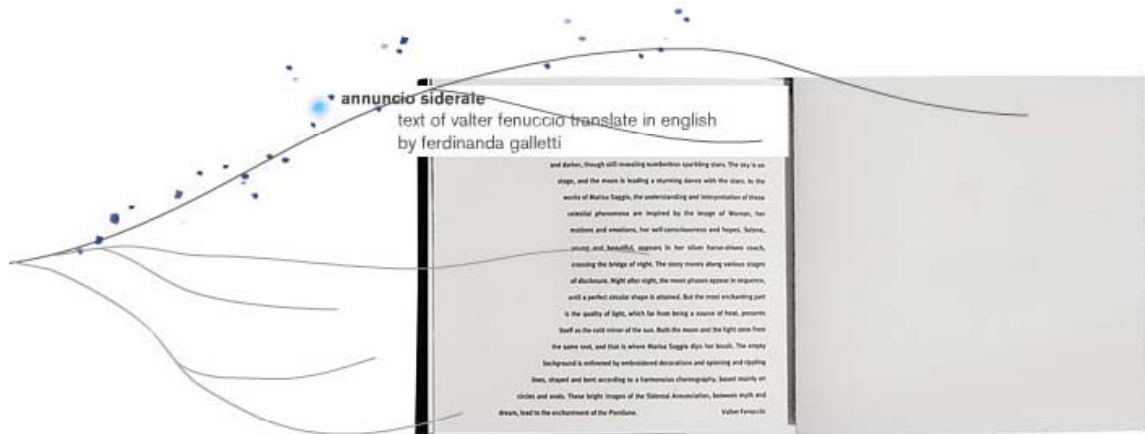 annuncio siderale
text of valter fenuccio translate in english
by ferdinanda galletti
and darker, though still revealing numberless sparkling stars. The sky is on
stage, and the moon is leading a stunning dance with the stars. In the
works of Marisa Saggio, the understanding and interpretation of these
celestial phenomena are inspired by the image of Woman, her
motions and emotions, her self-consciousness and hopes. Selene,
young and beautiful, appears in her silver horse-driven coach,
crossing the bridge of night. The story moves along various stages
of disclosure. Night after night, the moon phases appear in sequence,
until a perfect circular shape is attained. But the most enchanting part
is the quality of light, which far from being a source of heat, presents
itself as the cold mirror of the sun. Both the moon and the light stem from
the same root, and that is where Marisa Saggio dips her brush. The empty
background is enlivened by embroidered decorations and spinning and rippling
lines, shaped and bent according to a harmonious choreography, based mainly on
circles and ovals. These bright images of the Sidereal Annunciation, between myth and
dream, lead to the enchantment of the Plenilune. Valter Fenuccio